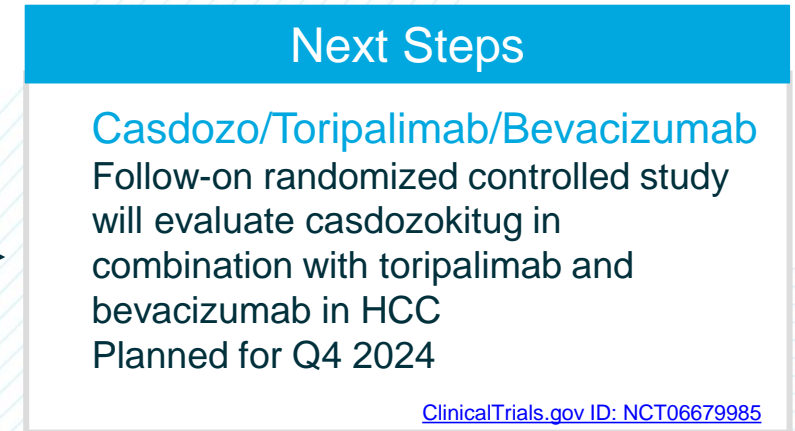 Next Steps
Casdozo/Toripalimab/Bevacizumab
Follow-on randomized controlled study
will evaluate casdozokitug in
combination with toripalimab and
bevacizumab in HCC
Planned for Q4 2024
ClinicalTrials.gov ID: NCT06679985